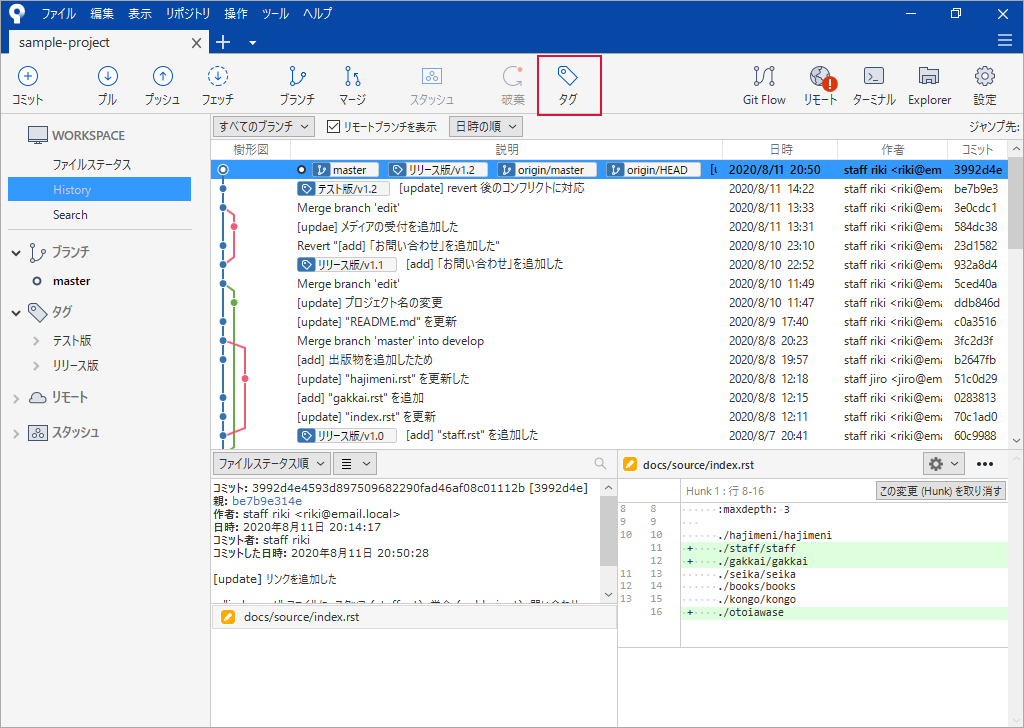 ファイル 編集 表示 リポジトリ 操作 ツール ヘルプ
sample-project
コミット プル プッシュ フェッチ ブランチ マージ スタッシュ 破棄 タグ Git Flow リモート ターミナル Explorer 設定
すべてのブランチ リモートブランチを表示 日時の順 ジャンプ先:
WORKSPACE
ファイルステータス
History
Search
ブランチ
master
タグ
テスト版
リリース版
リモート
スタッシュ
樹形図 説明 日時 作者 コミット
master リリース版/v1.2 origin/master origin/HEAD [u 2020/8/11 20:50 staff riki <riki@em 3992d4e
テスト版/v1.2 [update] revert 後のコンフリクトに対応 2020/8/11 14:22 staff riki <riki@ema be7b9e3
Merge branch 'edit' 2020/8/11 13:33 staff riki <riki@ema 3e0cdc1
[updae] メディアの受付を追加した 2020/8/11 13:31 staff riki <riki@ema 584dc38
Revert "[add] 「お問い合わせ」を追加した" 2020/8/10 23:10 staff riki <riki@ema 23d1582
リリース版/v1.1 [add] 「お問い合わせ」を追加した 2020/8/10 22:52 staff riki <riki@ema 932a8d4
Merge branch 'edit' 2020/8/10 11:49 staff riki <riki@ema 5ced40a
[update] プロジェクト名の変更 2020/8/10 11:47 staff riki <riki@ema ddb846d
[update] "README.md" を更新 2020/8/9 17:40 staff riki <riki@ema c0a3516
Merge branch 'master' into develop 2020/8/8 20:23 staff riki <riki@ema 3fc2d3f
[add] 出版物を追加したため 2020/8/8 19:57 staff riki <riki@ema b2647fb
[update] "hajimeni.rst" を更新した 2020/8/8 12:18 staff jiro <jiro@em 51c0d29
[add] "gakkai.rst" を追加 2020/8/8 12:15 staff riki <riki@ema 0283813
[update] "index.rst" を更新 2020/8/8 12:11 staff riki <riki@ema 70c1ad0
リリース版/v1.0 [add] "staff.rst" を追加した 2020/8/7 20:41 staff riki <riki@ema 60c9988
ファイルステータス順
コミット: 3992d4e4593d897509682290fad46af08c01112b [3992d4e]
親: be7b9e314e
作者: staff riki <riki@email.local>
日時: 2020年8月11日 20:14:17
コミット者: staff riki
コミットした日時: 2020年8月11日 20:50:28
[update] リンクを追加した
docs/source/index.rst
docs/source/index.rst
Hunk 1 : 行 8-16 この変更 (Hunk) を取り消す
8 8 :maxdepth: 3
9 9
10 10 ./hajimeni/hajimeni
11 + ./staff/staff
12 + ./gakkai/gakkai
11 13 ./seika/seika
12 14 ./books/books
13 15 ./kongo/kongo
16 + ./otoiawase